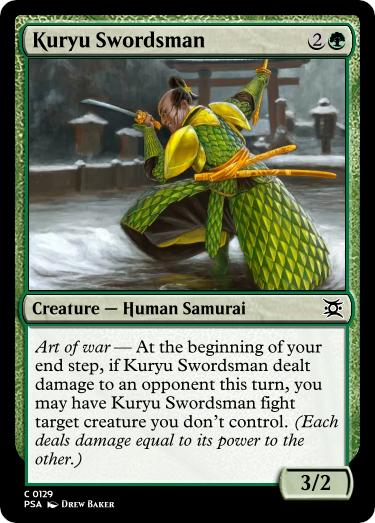 Kuryu Swordsman 2
Creature — Human Samurai
Art of war — At the beginning of your
end step, if Kuryu Swordsman dealt
damage to an opponent this turn, you
may have Kuryu Swordsman fight
target creature you don't control. (Each
deals damage equal to its power to the
other.)
3/2
C 0129
PSA Drew Baker